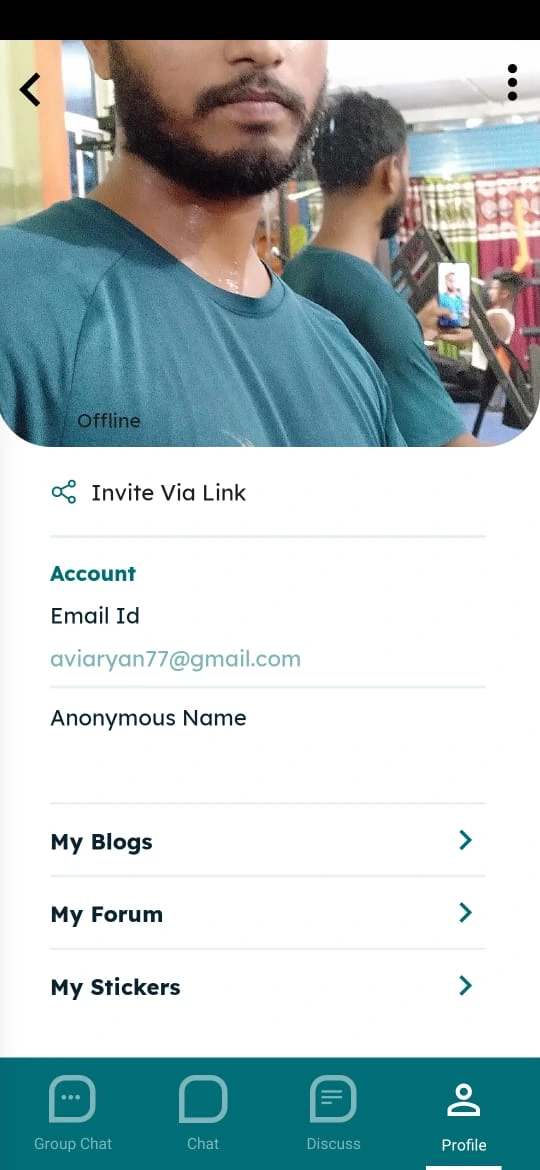 Offline
Invite Via Link
Account
Email Id
aviaryan77@gmail.com
Anonymous Name
My Blogs
My Forum
My Stickers
Group Chat
Chat
Discuss
Profile